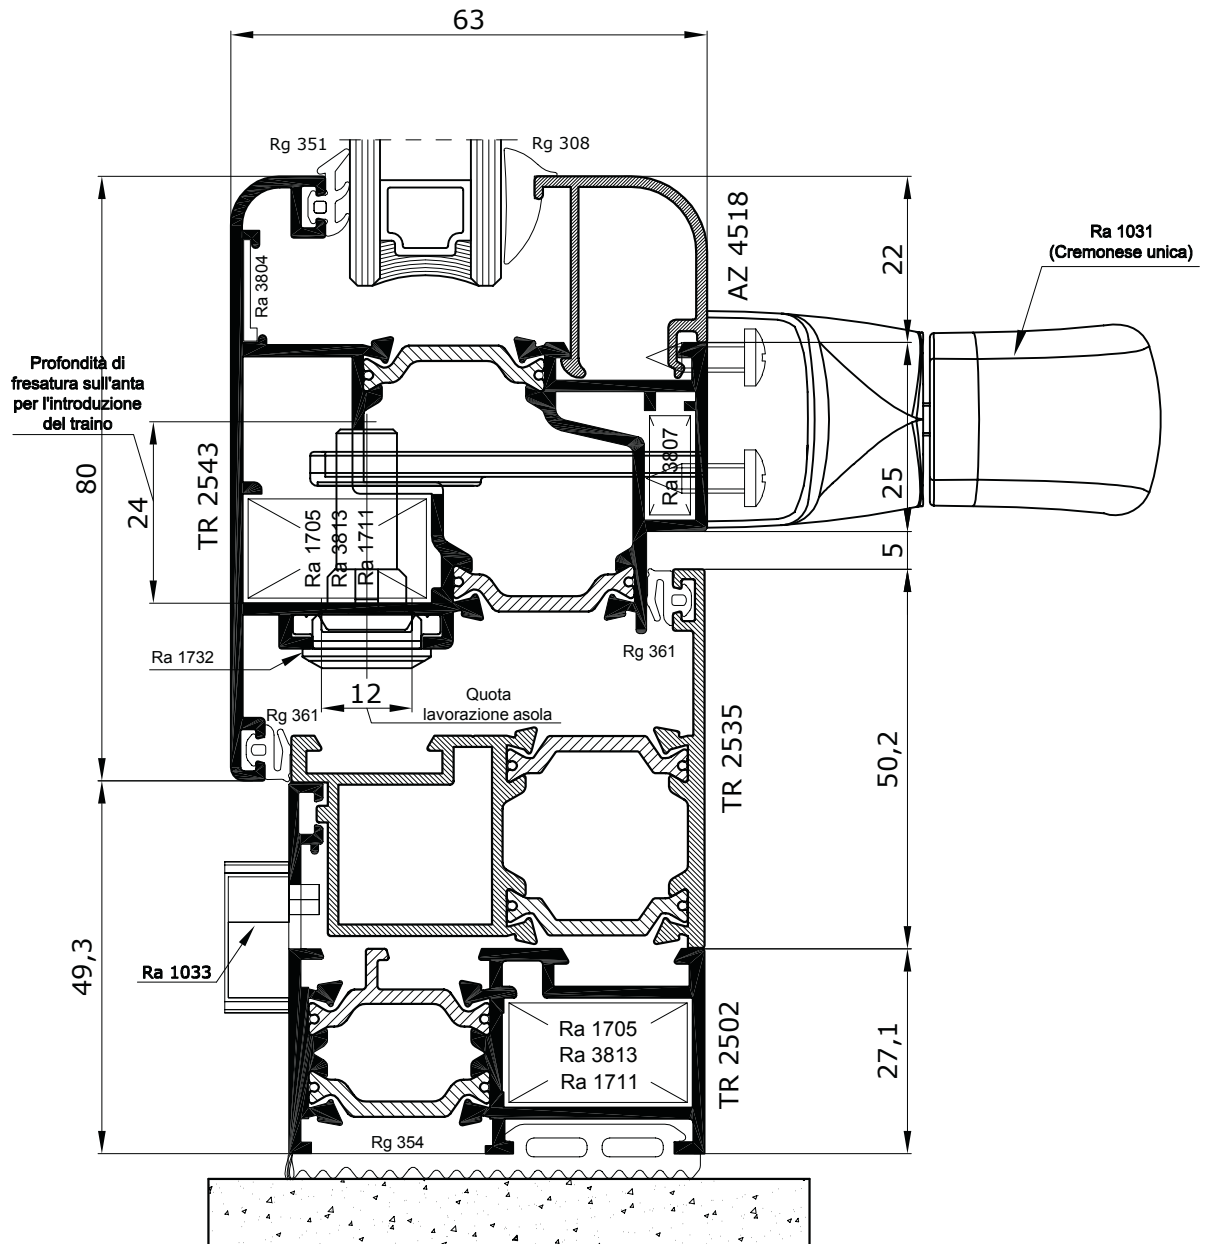 63
Rg 351
Rg 308
Ra 3804
AZ 4518
22
Ra 1031
(Cremonese unica)
Profondità di
fresatura sull'anta
per l'introduzione
del traino
80
24
TR 2543
Ra 1705
Ra 3813
Ra 1711
Ra 3807
25
5
Ra 1732
Rg 361
12
Quota
lavorazione asola
Rg 361
TR 2535
50,2
49,3
Ra 1033
Ra 1705
Ra 3813
Ra 1711
TR 2502
27,1
Rg 354